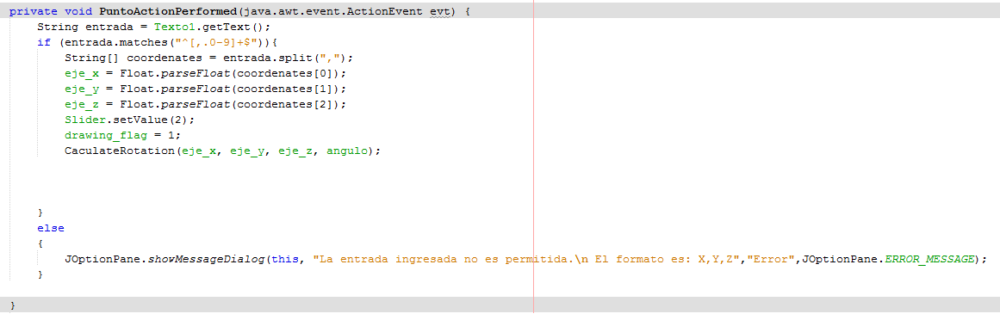 private void PuntoActionPerformed(java.awt.event.ActionEvent evt) {
    String entrada = Texto1.getText();
    if (entrada.matches("^[,.0-9]+$")){
        String[] coordenates = entrada.split(",");
        eje_x = Float.parseFloat(coordenates[0]);
        eje_y = Float.parseFloat(coordenates[1]);
        eje_z = Float.parseFloat(coordenates[2]);
        Slider.setValue(2);
        drawing_flag = 1;
        CaculateRotation(eje_x, eje_y, eje_z, angulo);
    }
    else
    {
        JOptionPane.showMessageDialog(this, "La entrada ingresada no es permitida.\n El formato es: X,Y,Z","Error",JOptionPane.ERROR_MESSAGE);
    }
}